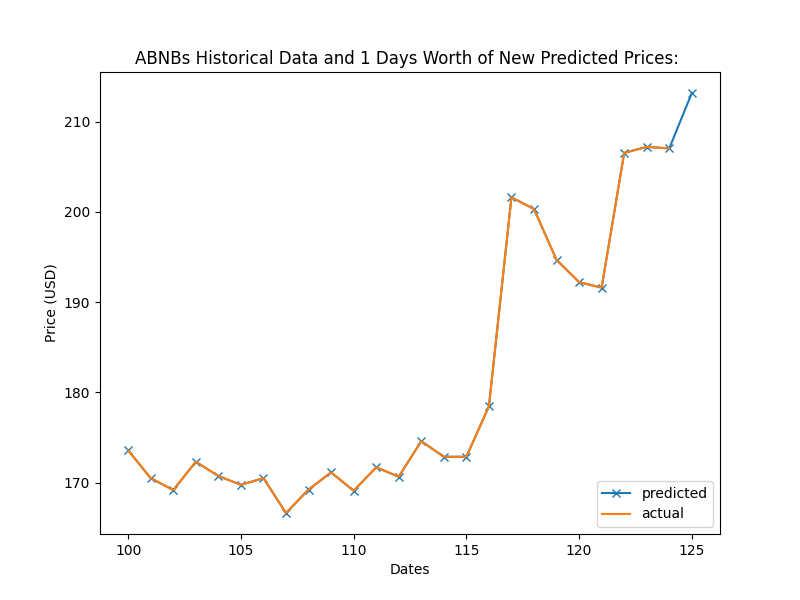 ABNBs Historical Data and 1 Days Worth of New Predicted Prices:
210
200
190
180
170
Price (USD)
100
105
110
115
120
125
Dates
predicted
actual